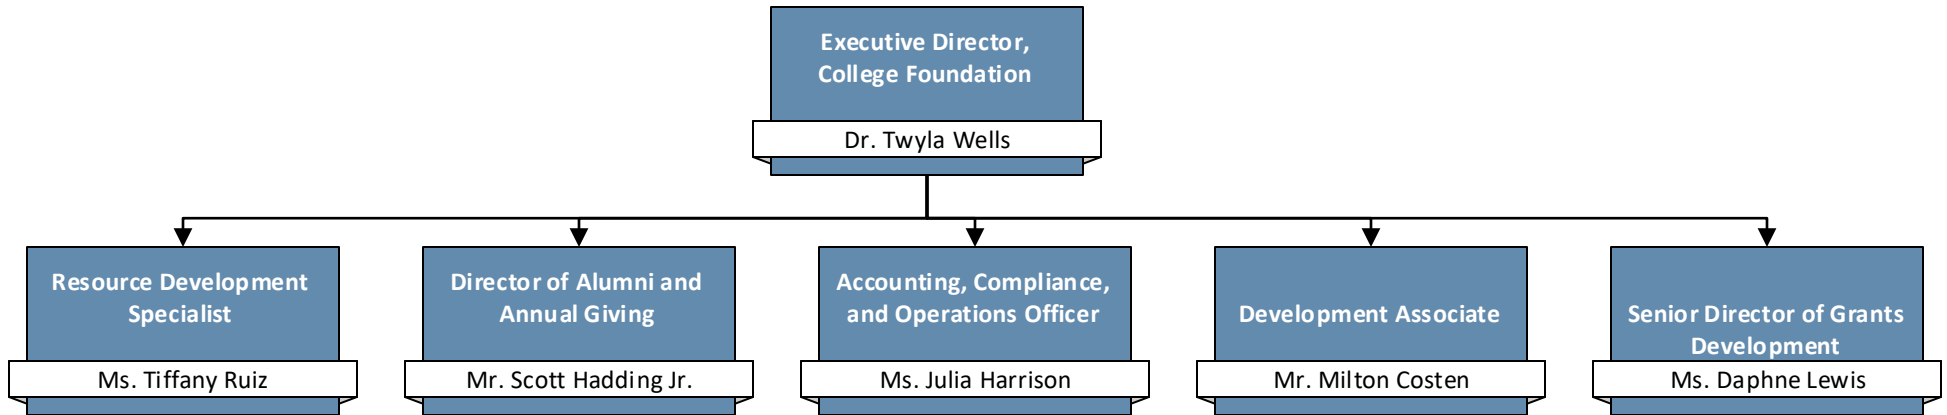 Executive Director,
College Foundation
Dr. Twyla Wells
Resource Development
Specialist
Ms. Tiffany Ruiz
Director of Alumni and
Annual Giving
Mr. Scott Hadding Jr.
Accounting, Compliance,
and Operations Officer
Ms. Julia Harrison
Development Associate
Mr. Milton Costen
Senior Director of Grants
Development
Ms. Daphne Lewis